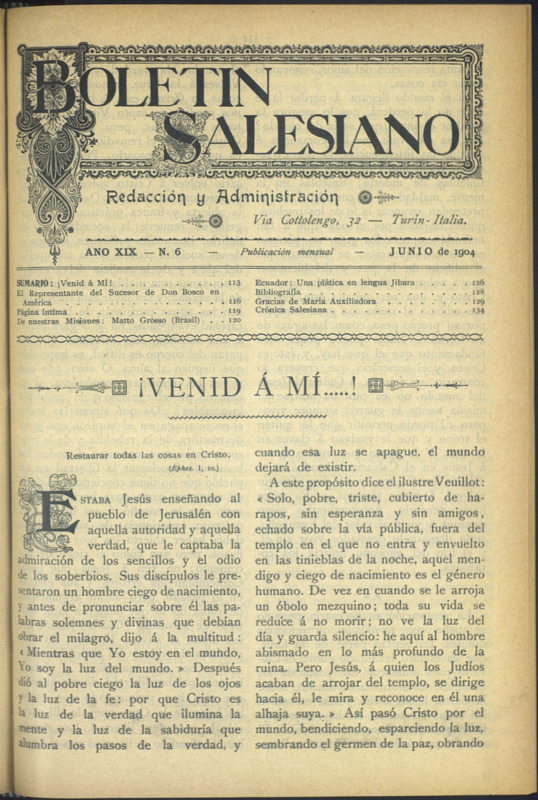 BOLETIN
SALESIANO
Redacción y Administración
Via Cottolengo, 32 — Turin-Italia.
AÑO XIX — N. 6 — Publicación mensual — JUNIO de 1904
SUMARIO: ¡Venid á Mí! . . . . . . . . . . . 113
El Representante del Sucesor de Don Bosco en
América . . . . . . . . . . . . . . . . 116
Página íntima . . . . . . . . . . . . . . . 119
De nuestras Misiones: Matto Grosso (Brasil) . . . 120
Ecuador: Una plática en lengua Jíbara . . . . . . 126
Bibliografía . . . . . . . . . . . . . . . 128
Gracias de María Auxiliadora . . . . . . . . . 129
Crónica Salesiana . . . . . . . . . . . . . 134
¡VENID Á MÍ.....!
Restaurar todas las cosas en Cristo.
(Ephez. 1, 10.)
ESTABA Jesús enseñando al
pueblo de Jerusalén con
aquella autoridad y aquella
verdad, que le captaba la
admiración de los sencillos y el odio
de los soberbios. Sus discípulos le pre-
sentaron un hombre ciego de nacimiento,
y antes de pronunciar sobre él las pa-
labras solemnes y divinas que debían
obrar el milagro, dijo á la multitud :
« Mientras que Yo estoy en el mundo,
Yo soy la luz del mundo. » Después
dió al pobre ciego la luz de los ojos
y la luz de la fe: por que Cristo es
la luz de la verdad que ilumina la
mente y la luz de la sabiduría que
alumbra los pasos de la verdad, y
cuando esa luz se apague, el mundo
dejará de existir.
A este propósito dice el ilustre Veuillot:
« Solo, pobre, triste, cubierto de ha-
rapos, sin esperanza y sin amigos,
echado sobre la vía pública, fuera del
templo en el que no entra y envuelto
en las tinieblas de la noche, aquel men-
digo y ciego de nacimiento es el género
humano. De vez en cuando se le arroja
un óbolo mezquino; toda su vida se
reduce á no morir; no ve la luz del
día y guarda silencio: he aquí al hombre
abismado en lo más profundo de la
ruina. Pero Jesús, á quien los Judíos
acaban de arrojar del templo, se dirige
hacia él, le mira y reconoce en él una
alhaja suya. » Así pasó Cristo por el
mundo, bendiciendo, esparciendo la luz,
sembrando el germen de la paz, obrando